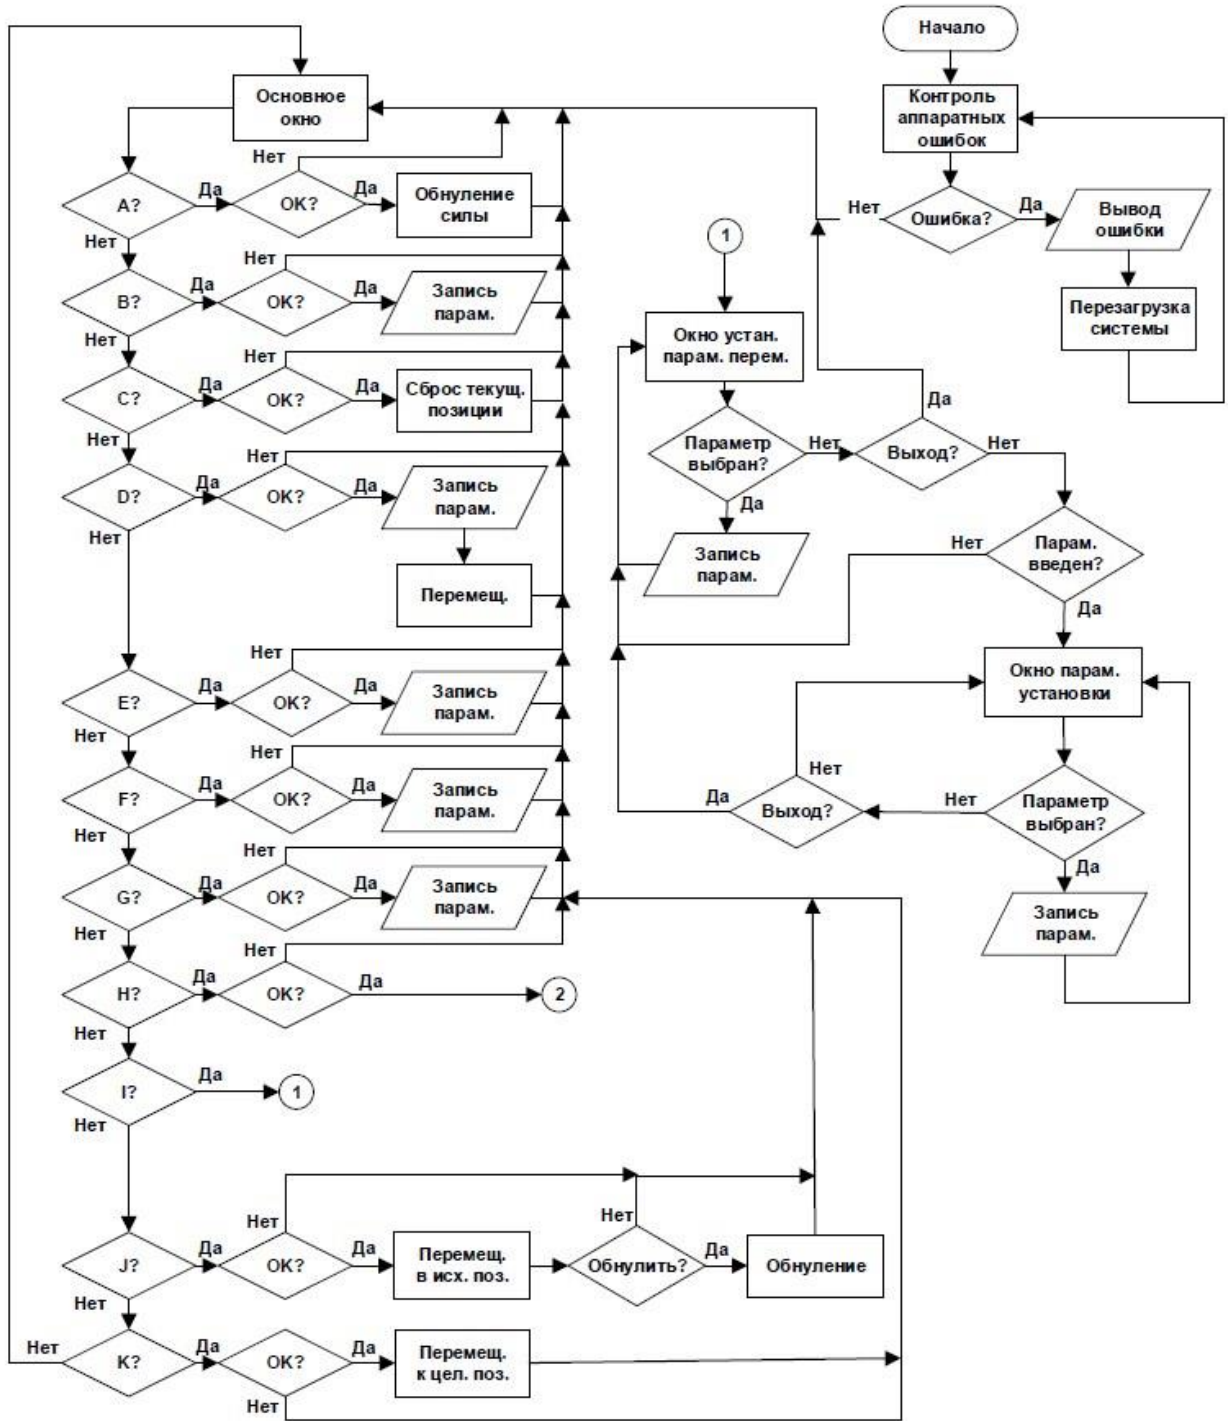 Начало
Контроль
аппаратных
ошибок
Ошибка?
Да
Нет
Вывод
ошибки
Перезагрузка
системы
Основное
окно
A?
Да
Нет
OK?
Нет
Да
Обнуление
силы
B?
Да
Нет
OK?
Нет
Да
Запись
парам.
C?
Да
Нет
OK?
Нет
Да
Сброс текущ.
позиции
D?
Да
Нет
OK?
Нет
Да
Запись
парам.
Перемещ.
E?
Да
Нет
OK?
Нет
Да
Запись
парам.
F?
Да
Нет
OK?
Нет
Да
Запись
парам.
G?
Да
Нет
OK?
Нет
Да
Запись
парам.
H?
Да
Нет
OK?
Нет
Да
2
I?
Да
Нет
1
J?
Да
Нет
OK?
Нет
Да
Перемещ.
в исх. поз.
Обнулить?
Нет
Да
Обнуление
K?
Нет
Да
OK?
Да
Нет
Перемещ.
к цел. поз.
1
Окно устан.
парам. перем.
Параметр
выбран?
Нет
Да
Запись
парам.
Выход?
Да
Нет
Парам.
введен?
Нет
Да
Окно парам.
установки
Параметр
выбран?
Нет
Да
Выход?
Нет
Да
Запись
парам.